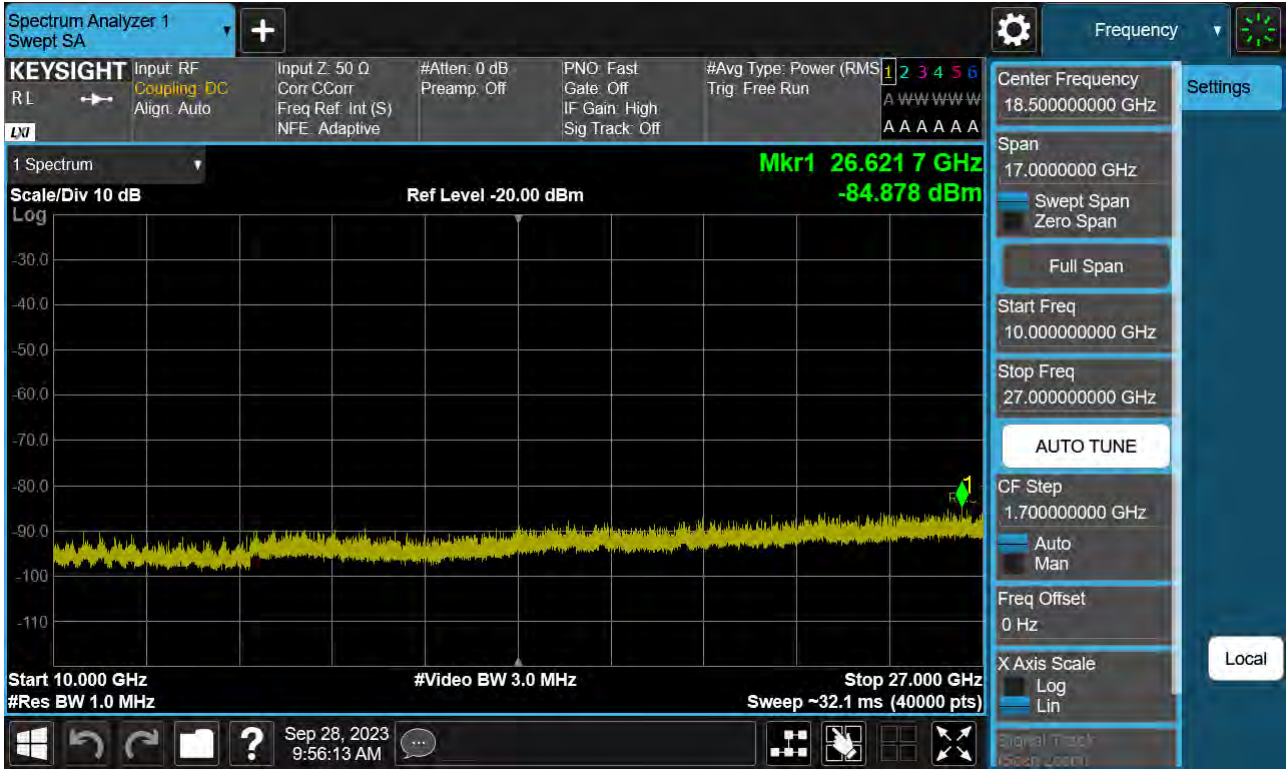 Spectrum Analyzer 1
Swept SA
Frequency
KEYSIGHT
RL
LXI
Input: RF
Coupling: DC
Align: Auto
Input Z: 50 Ω
Corr CCorr
Freq Ref: Int (S)
NFE: Adaptive
#Atten: 0 dB
Preamp: Off
PNO: Fast
Gate: Off
IF Gain: High
Sig Track: Off
#Avg Type: Power (RMS
Trig: Free Run
1 2 3 4 5 6
A W W W W W
A A A A A A
1 Spectrum
Scale/Div 10 dB
Log
Ref Level -20.00 dBm
Mkr1 26.621 7 GHz
-84.878 dBm
-30.0
-40.0
-50.0
-60.0
-70.0
-80.0
-90.0
-100
-110
1
Start 10.000 GHz
#Res BW 1.0 MHz
#Video BW 3.0 MHz
Stop 27.000 GHz
Sweep ~32.1 ms (40000 pts)
Center Frequency
18.500000000 GHz
Settings
Span
17.0000000 GHz
Swept Span
Zero Span
Full Span
Start Freq
10.000000000 GHz
Stop Freq
27.000000000 GHz
AUTO TUNE
CF Step
1.700000000 GHz
Auto
Man
Freq Offset
0 Hz
X Axis Scale
Log
Lin
Signal Track
(Span Zoom)
Local
?
Sep 28, 2023
9:56:13 AM